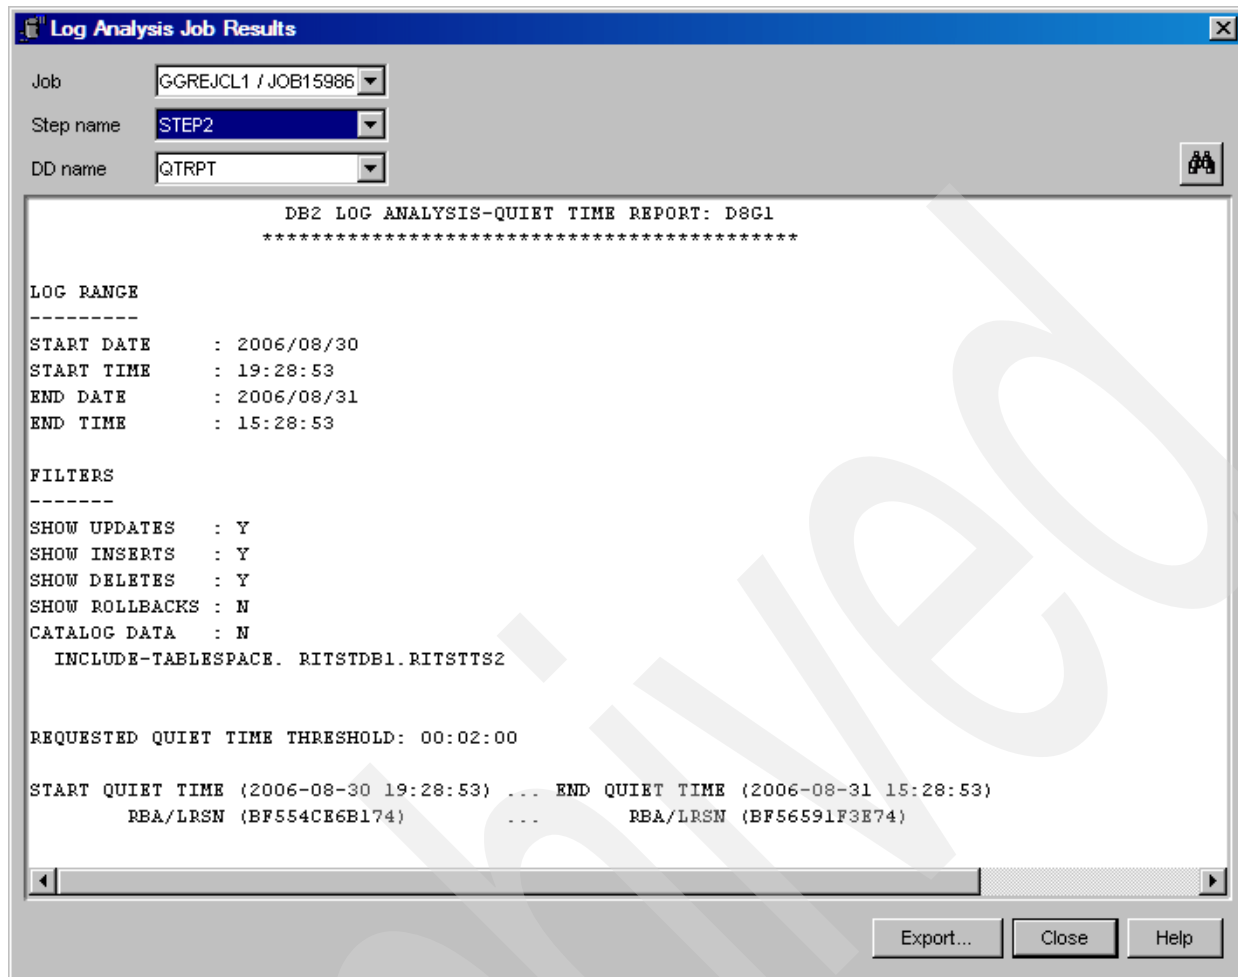 Log Analysis Job Results
Job GGREJCL1 / JOB15986
Step name STEP2
DD name QTRPT
DB2 LOG ANALYSIS-QUIET TIME REPORT: D8G1
********************************************
LOG RANGE
---------
START DATE : 2006/08/30
START TIME : 19:28:53
END DATE : 2006/08/31
END TIME : 15:28:53
FILTERS
-------
SHOW UPDATES : Y
SHOW INSERTS : Y
SHOW DELETES : Y
SHOW ROLLBACKS : N
CATALOG DATA : N
INCLUDE-TABLESPACE. RITSTDB1.RITSTTS2
REQUESTED QUIET TIME THRESHOLD: 00:02:00
START QUIET TIME (2006-08-30 19:28:53) ... END QUIET TIME (2006-08-31 15:28:53)
RBA/LRSN (BF554CE6B174) ... RBA/LRSN (BF56591F3E74)
Export... Close Help
hived